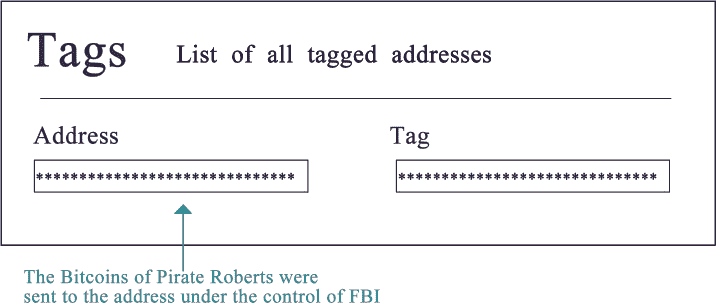 Tags List of all tagged addresses
Address Tag
****************************** ******************************
The Bitcoins of Pirate Roberts were
sent to the address under the control of FBI